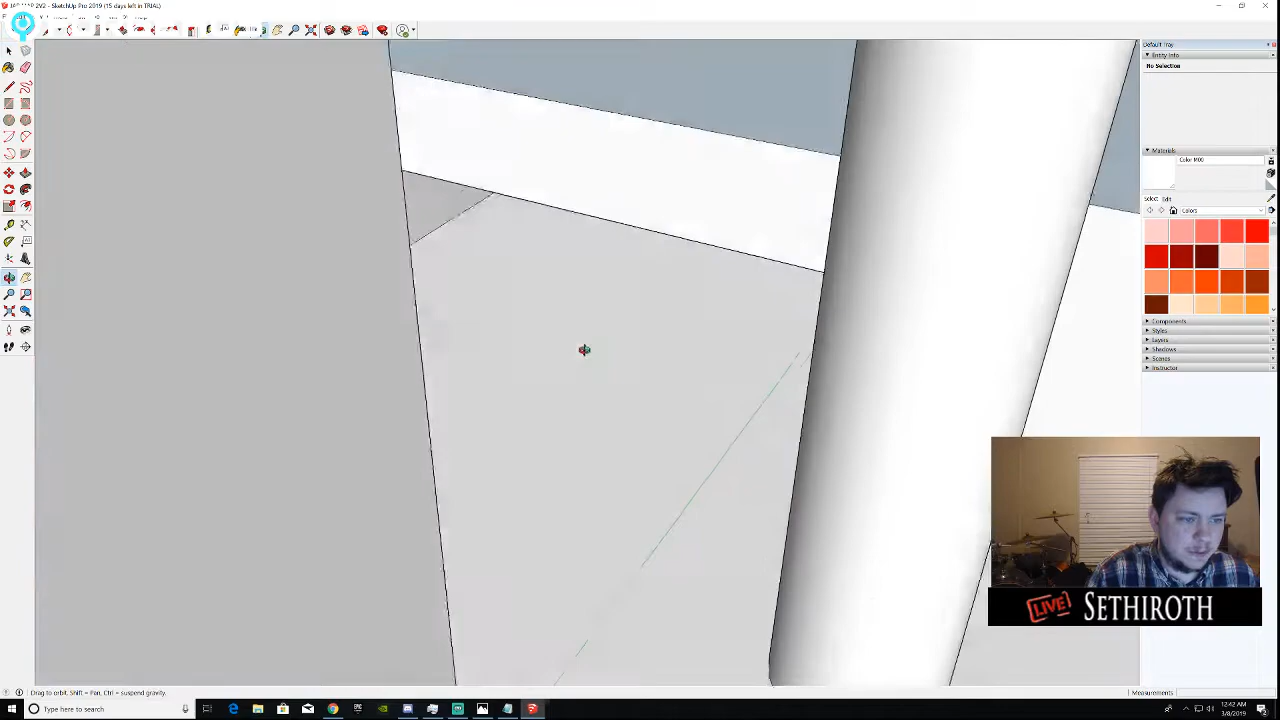 SketchUp Pro 2019 (15 days left in TRIAL)
Default Tray
Entity Info
No Selection
Materials
Color M00
Select Edit
Colors
Components
Styles
Layers
Shadows
Scenes
Instructor
LIVE SETHIROTH
Drag to orbit. Shift = Pan, Ctrl = suspend gravity.
Measurements
Type here to search
12:42 AM
3/8/2019